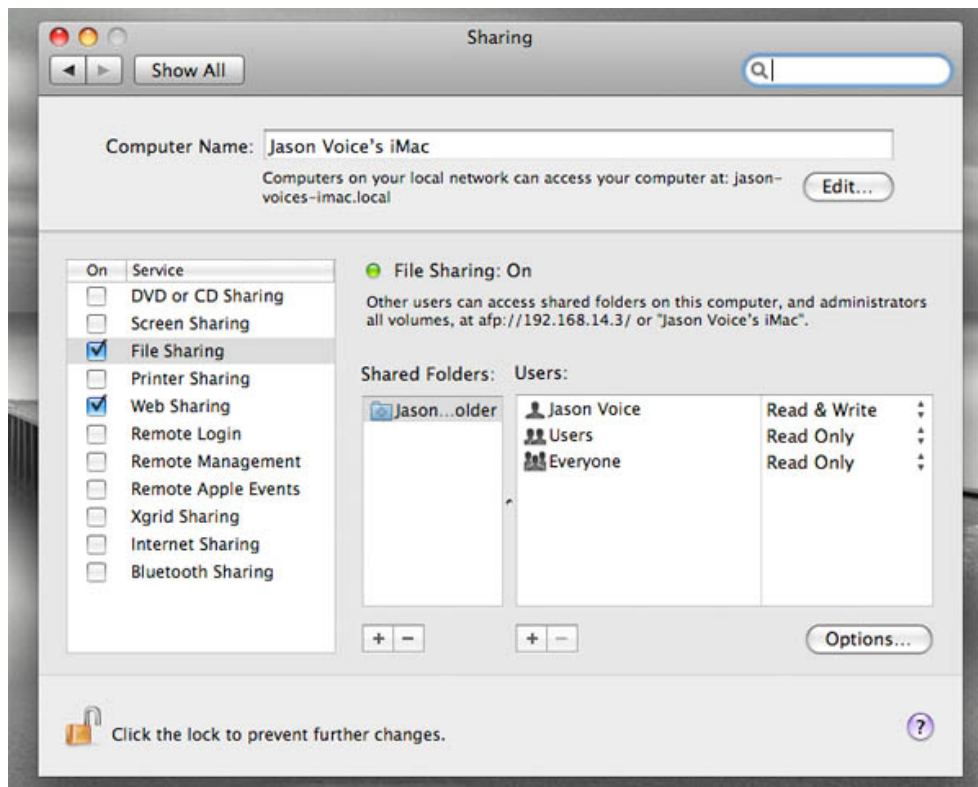 Sharing
Show All
Computer Name: Jason Voice's iMac
Computers on your local network can access your computer at: jason-
voices-imac.local
Edit...
On Service
DVD or CD Sharing
Screen Sharing
File Sharing
Printer Sharing
Web Sharing
Remote Login
Remote Management
Remote Apple Events
Xgrid Sharing
Internet Sharing
Bluetooth Sharing
File Sharing: On
Other users can access shared folders on this computer, and administrators
all volumes, at afp://192.168.14.3/ or "Jason Voice's iMac".
Shared Folders: Users:
Jason...older
Jason Voice Read & Write
Users Read Only
Everyone Read Only
+ − + −
Options...
Click the lock to prevent further changes.
?